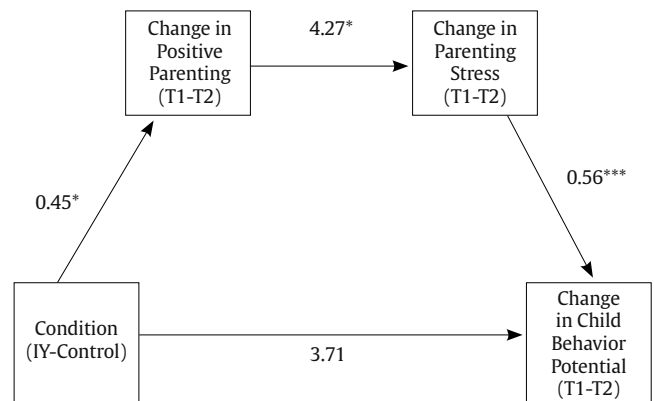 Change in
Positive
Parenting
(T1-T2)
4.27*
Change in
Parenting
Stress
(T1-T2)
0.45*
0.56***
Condition
(IY-Control)
3.71
Change
in Child
Behavior
Potential
(T1-T2)